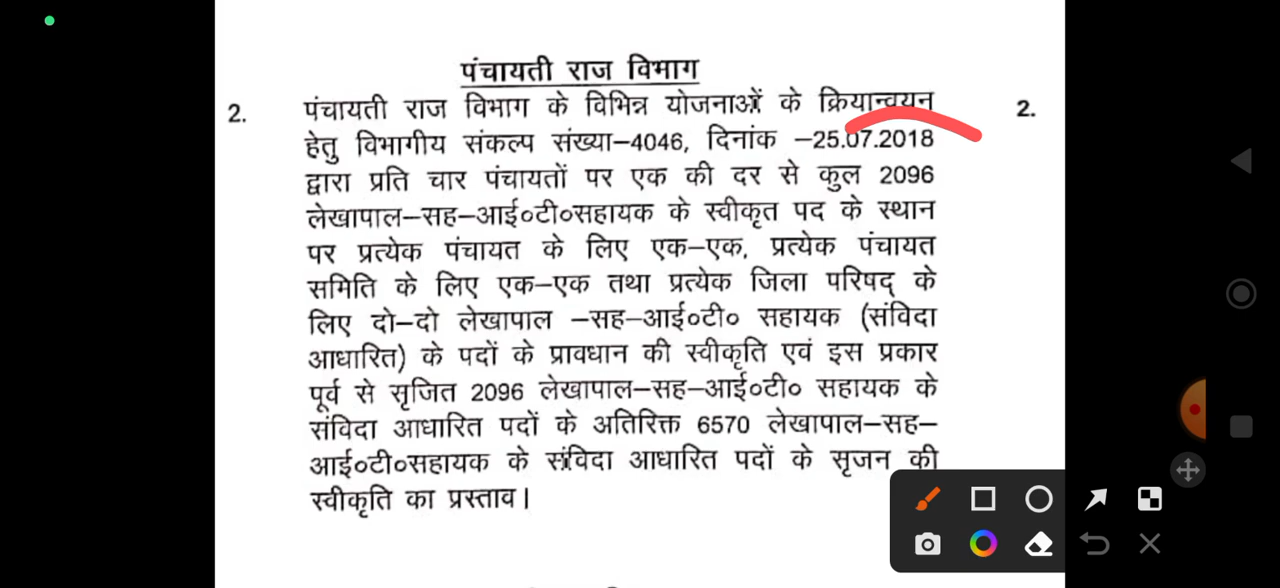 पंचायती राज विभाग
2. पंचायती राज विभाग के विभिन्न योजनाओं के क्रियान्वयन 2.
हेतु विभागीय संकल्प संख्या–4046, दिनांक –25.07.2018
द्वारा प्रति चार पंचायतों पर एक की दर से कुल 2096
लेखापाल–सह–आई०टी०सहायक के स्वीकृत पद के स्थान
पर प्रत्येक पंचायत के लिए एक–एक, प्रत्येक पंचायत
समिति के लिए एक–एक तथा प्रत्येक जिला परिषद् के
लिए दो–दो लेखापाल –सह–आई०टी० सहायक (संविदा
आधारित) के पदों के प्रावधान की स्वीकृति एवं इस प्रकार
पूर्व से सृजित 2096 लेखापाल–सह–आई०टी० सहायक के
संविदा आधारित पदों के अतिरिक्त 6570 लेखापाल–सह–
आई०टी०सहायक के संविदा आधारित पदों के सृजन की
स्वीकृति का प्रस्ताव।